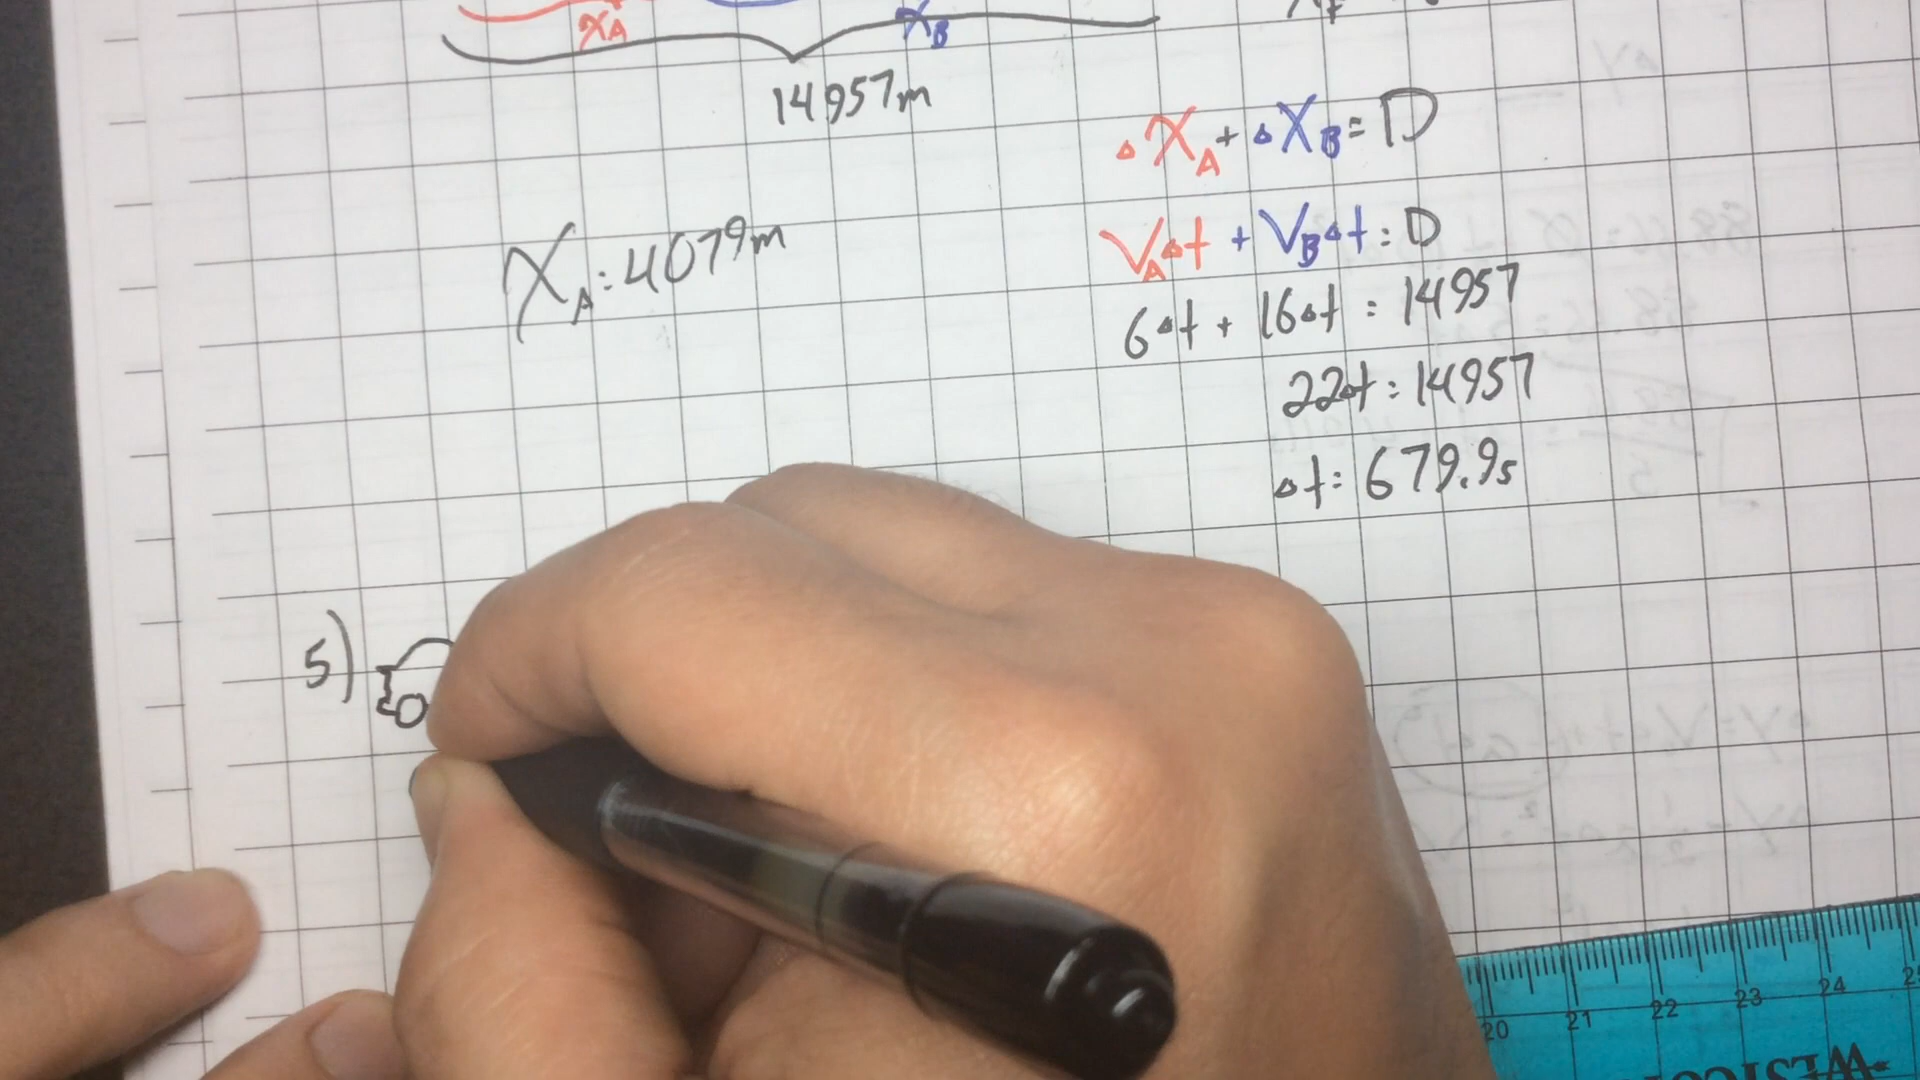 X_A X_B
14957m
ΔX_A + ΔX_B = D
V_AΔt + V_BΔt = D
X_A = 4079m
6Δt + 16Δt = 14957
22Δt = 14957
Δt = 679.9s
5)
20 21 22 23 24